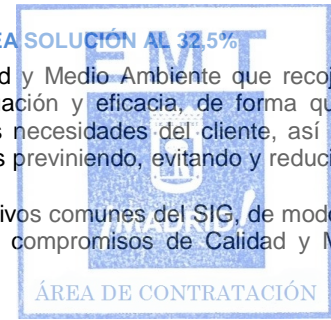 EA SOLUCIÓN AL 32,5%
EMT
d y Medio Ambiente que recoj
ación y eficacia, de forma qu
s necesidades del cliente, así
s previniendo, evitando y reduci
ivos comunes del SIG, de modo
compromisos de Calidad y M
¡MADRID!
ÁREA DE CONTRATACIÓN